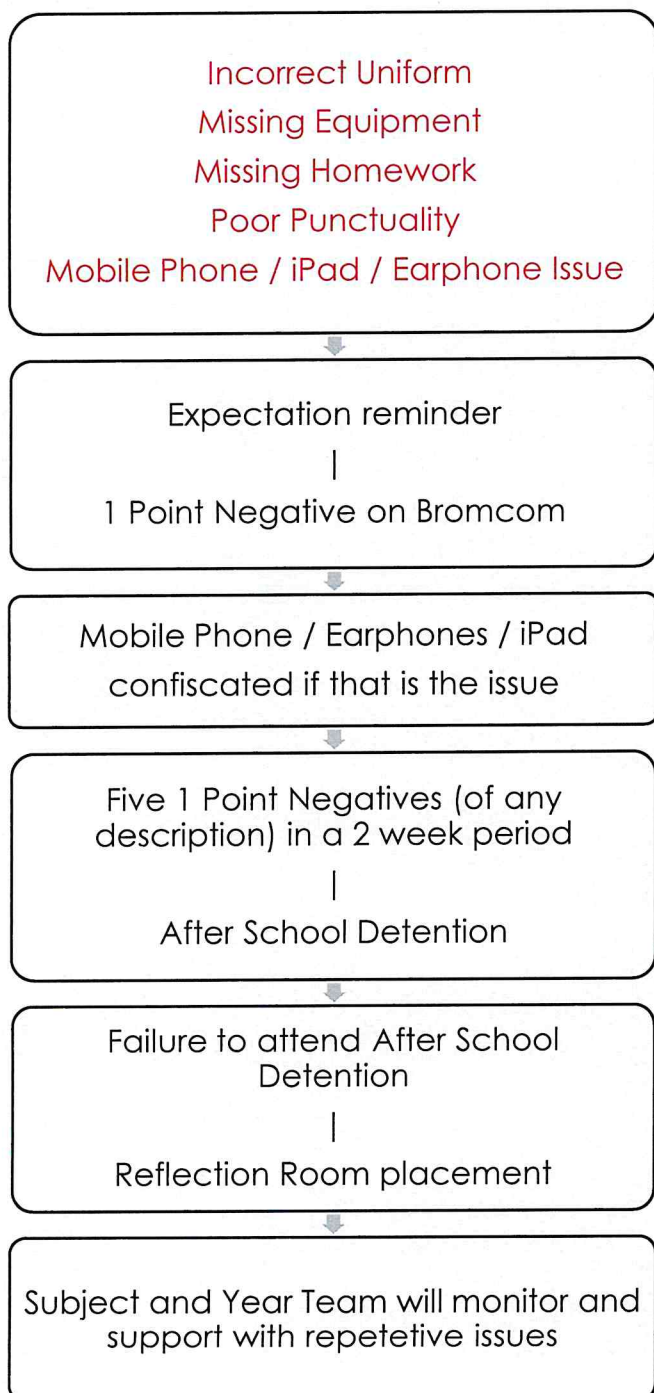 Incorrect Uniform
Missing Equipment
Missing Homework
Poor Punctuality
Mobile Phone / iPad / Earphone Issue
Expectation reminder
|
1 Point Negative on Bromcom
Mobile Phone / Earphones / iPad
confiscated if that is the issue
Five 1 Point Negatives (of any
description) in a 2 week period
|
After School Detention
Failure to attend After School
Detention
|
Reflection Room placement
Subject and Year Team will monitor and
support with repetetive issues